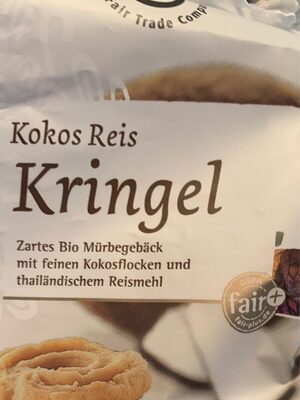 Fair Trade Comp
Kokos Reis
Kringel
Zartes Bio Mürbegebäck
mit feinen Kokosflocken und
thailändischem Reismehl
fair+
fair-plus.de